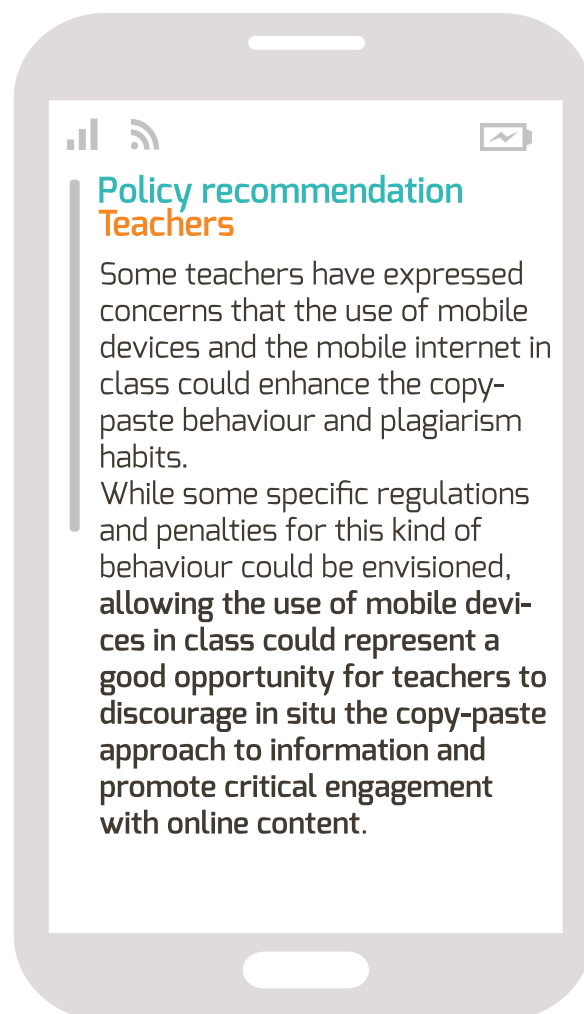 Policy recommendation
Teachers
Some teachers have expressed
concerns that the use of mobile
devices and the mobile internet in
class could enhance the copy-
paste behaviour and plagiarism
habits.
While some specific regulations
and penalties for this kind of
behaviour could be envisioned,
allowing the use of mobile devi-
ces in class could represent a
good opportunity for teachers to
discourage in situ the copy-paste
approach to information and
promote critical engagement
with online content.